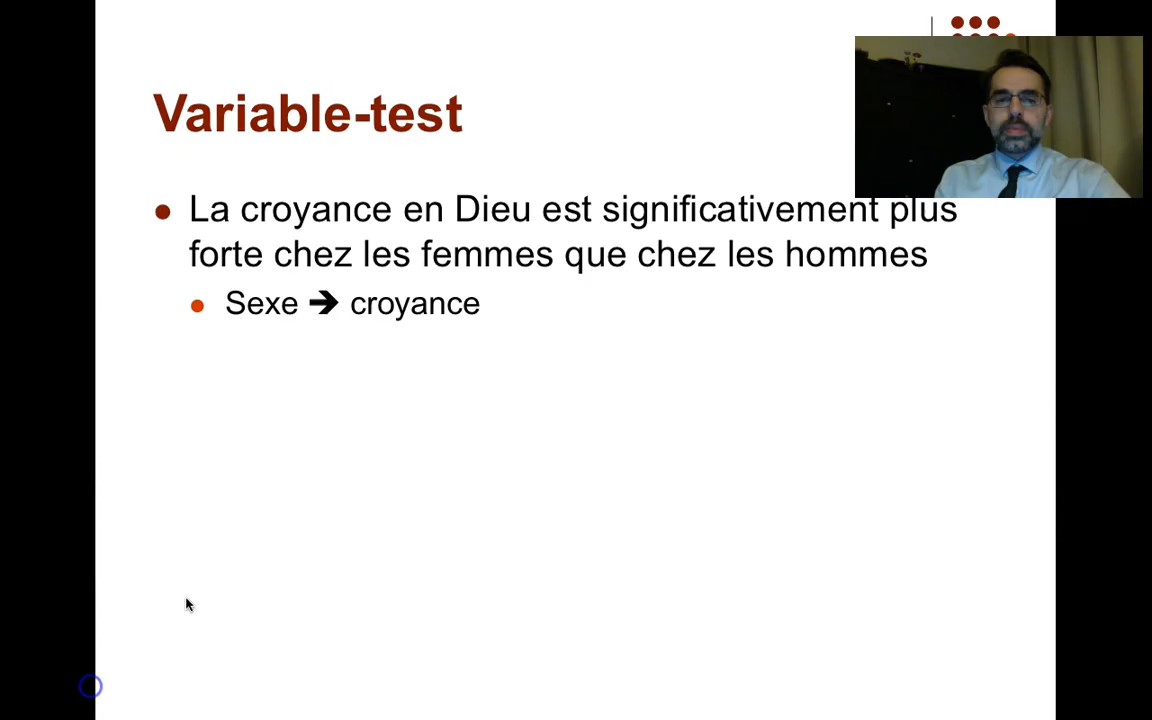 Variable-test
La croyance en Dieu est significativement plus
forte chez les femmes que chez les hommes
Sexe ➔ croyance